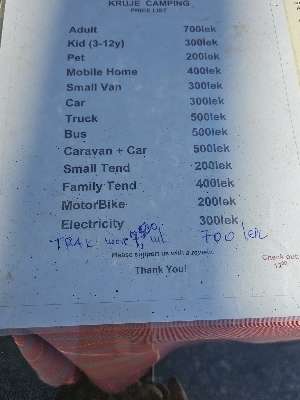 KRUJE CAMPING
PRICE LIST
Adult 700lek
Kid (3-12y) 300lek
Pet 200lek
Mobile Home 400lek
Small Van 300lek
Car 300lek
Truck 500lek
Bus 500lek
Caravan + Car 500lek
Small Tend 200lek
Family Tend 400lek
MotorBike 200lek
Electricity 300lek
700 lek
Please support us with a review.
Check out:
Thank You!